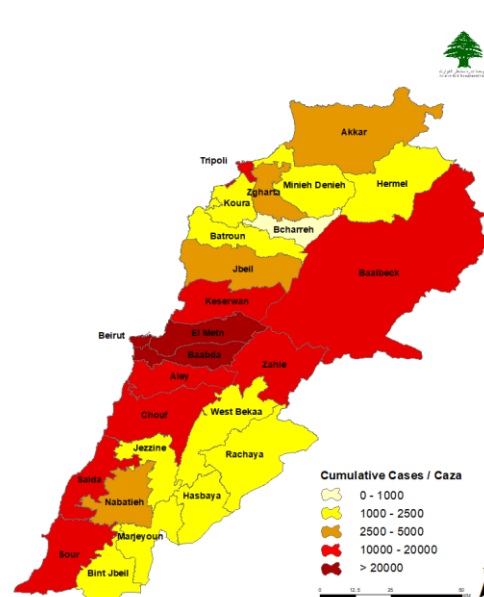 Akkar
Tripoli
Zgharta
Minieh Denieh
Hermel
Koura
Bcharreh
Batroun
Jbeil
Baalbeck
Keserwan
Beirut
El Metn
Baabda
Zahle
Aley
Chouf
West Bekaa
Jezzine
Rachaya
Saida
Nabatieh
Hasbaya
Marjeyoun
Sour
Bint Jbeil
Cumulative Cases / Caza
0 - 1000
1000 - 2500
2500 - 5000
10000 - 20000
> 20000